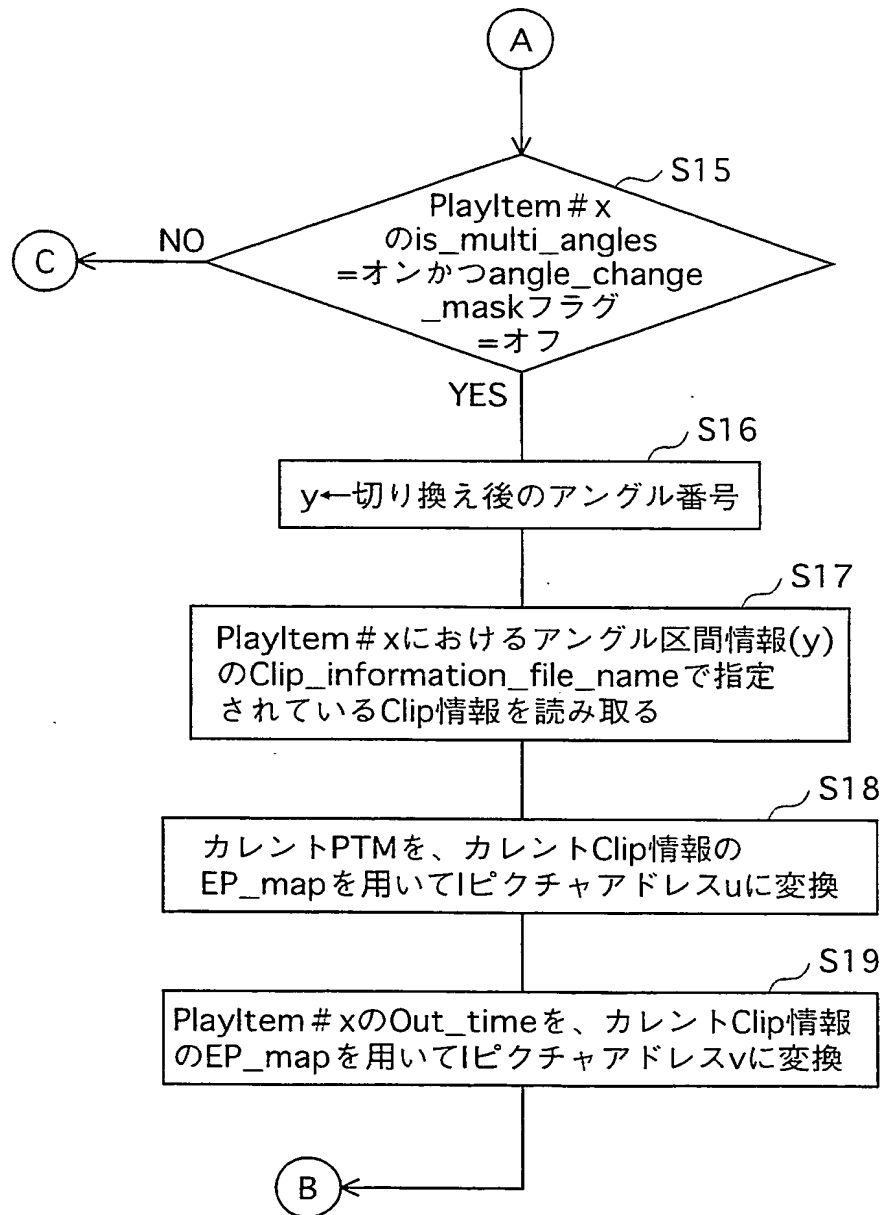 A
S15
PlayItem＃x
のis_multi_angles
=オンかつangle_change
_maskフラグ
=オフ
NO
C
YES
S16
y←切り換え後のアングル番号
S17
PlayItem＃xにおけるアングル区間情報(y)
のClip_information_file_nameで指定
されているClip情報を読み取る
S18
カレントPTMを、カレントClip情報の
EP_mapを用いてIピクチャアドレスuに変換
S19
PlayItem＃xのOut_timeを、カレントClip情報
のEP_mapを用いてIピクチャアドレスvに変換
B